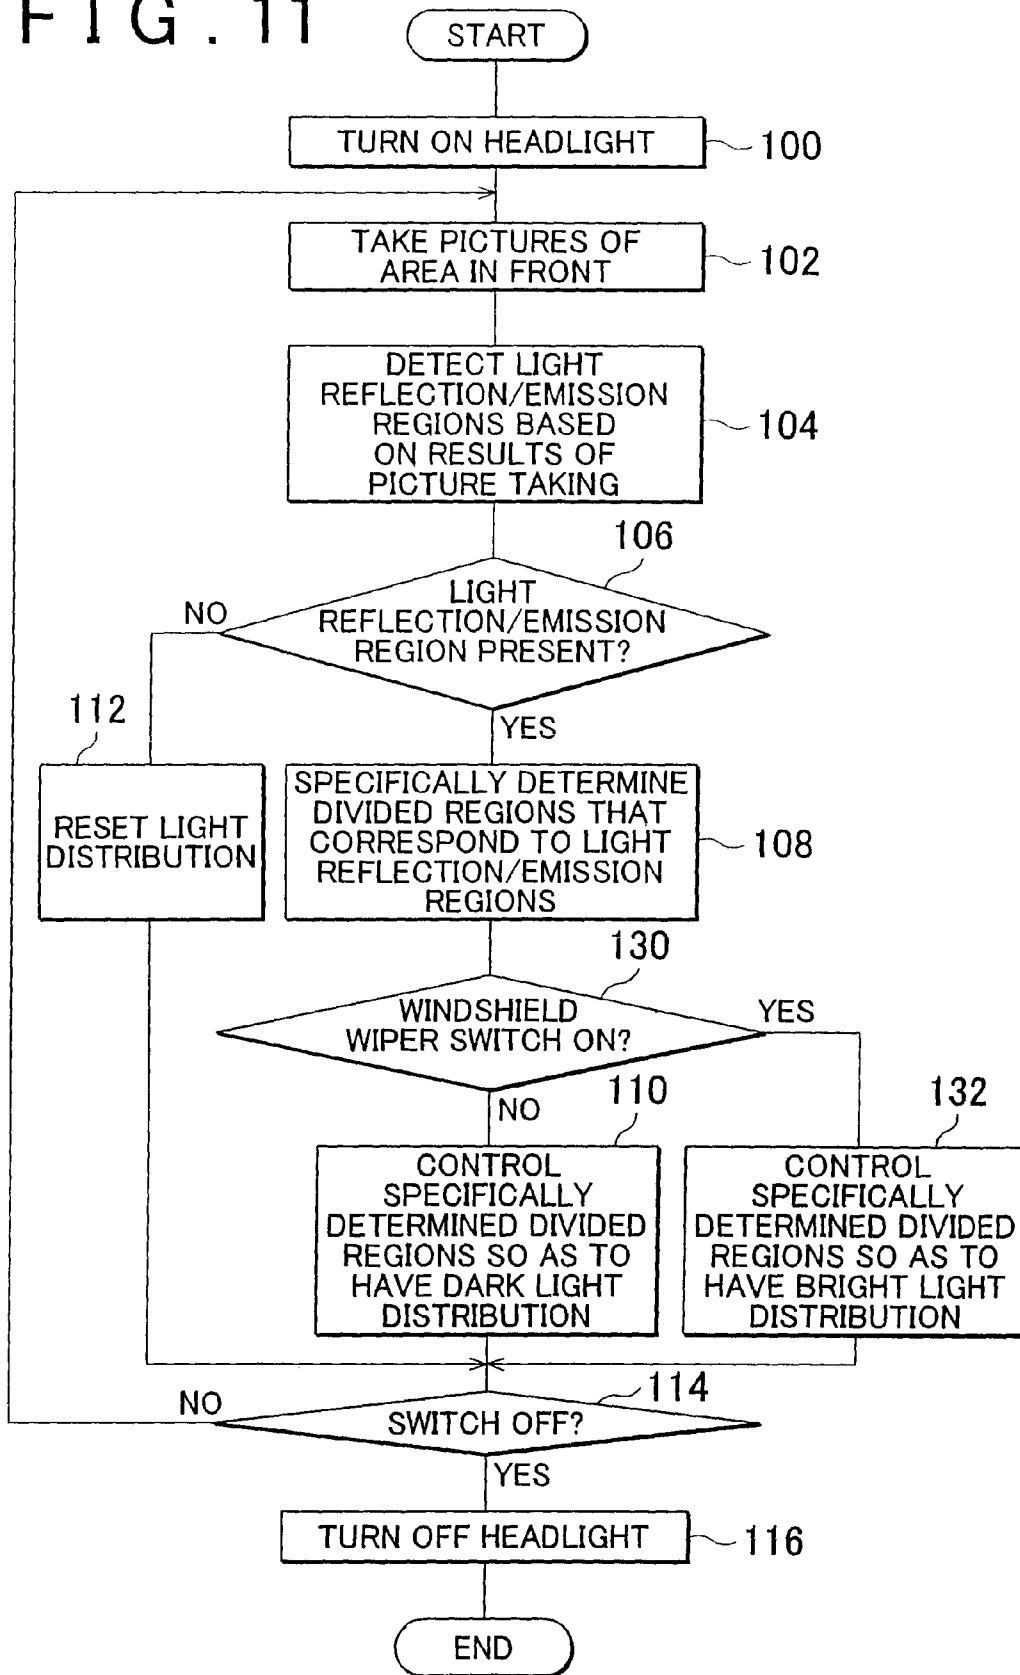 FIG. 11
START
TURN ON HEADLIGHT
100
TAKE PICTURES OF
AREA IN FRONT
102
DETECT LIGHT
REFLECTION/EMISSION
REGIONS BASED
ON RESULTS OF
PICTURE TAKING
104
106
LIGHT
REFLECTION/EMISSION
REGION PRESENT?
NO
YES
112
RESET LIGHT
DISTRIBUTION
SPECIFICALLY DETERMINE
DIVIDED REGIONS THAT
CORRESPOND TO LIGHT
REFLECTION/EMISSION
REGIONS
108
130
WINDSHIELD
WIPER SWITCH ON?
YES
NO
110
CONTROL
SPECIFICALLY
DETERMINED DIVIDED
REGIONS SO AS TO
HAVE DARK LIGHT
DISTRIBUTION
132
CONTROL
SPECIFICALLY
DETERMINED DIVIDED
REGIONS SO AS TO
HAVE BRIGHT LIGHT
DISTRIBUTION
114
NO
SWITCH OFF?
YES
TURN OFF HEADLIGHT
116
END